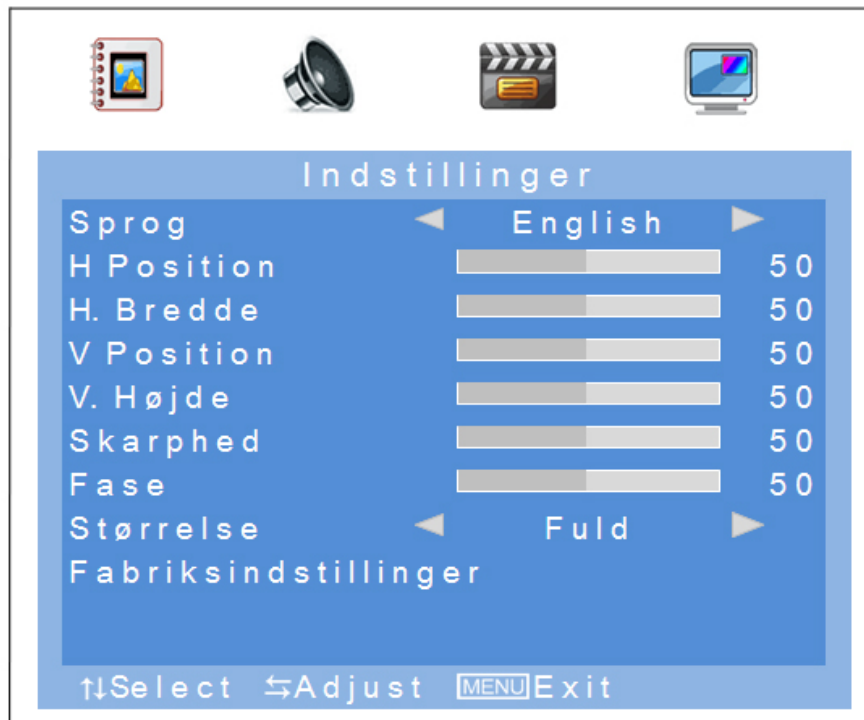 Indstillinger
Sprog English
H Position 50
H. Bredde 50
V Position 50
V. Højde 50
Skarphed 50
Fase 50
Størrelse Fuld
Fabriksindstillinger
↑↓Select ⇆Adjust MENU Exit